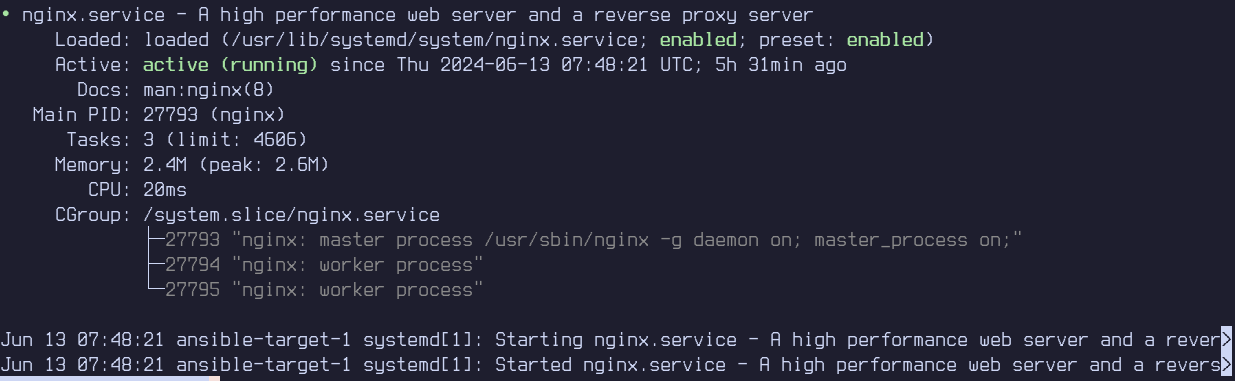 • nginx.service - A high performance web server and a reverse proxy server
Loaded: loaded (/usr/lib/systemd/system/nginx.service; enabled; preset: enabled)
Active: active (running) since Thu 2024-06-13 07:48:21 UTC; 5h 31min ago
Docs: man:nginx(8)
Main PID: 27793 (nginx)
Tasks: 3 (limit: 4606)
Memory: 2.4M (peak: 2.6M)
CPU: 20ms
CGroup: /system.slice/nginx.service
├─27793 "nginx: master process /usr/sbin/nginx -g daemon on; master_process on;"
├─27794 "nginx: worker process"
└─27795 "nginx: worker process"
Jun 13 07:48:21 ansible-target-1 systemd[1]: Starting nginx.service - A high performance web server and a rever>
Jun 13 07:48:21 ansible-target-1 systemd[1]: Started nginx.service - A high performance web server and a revers>